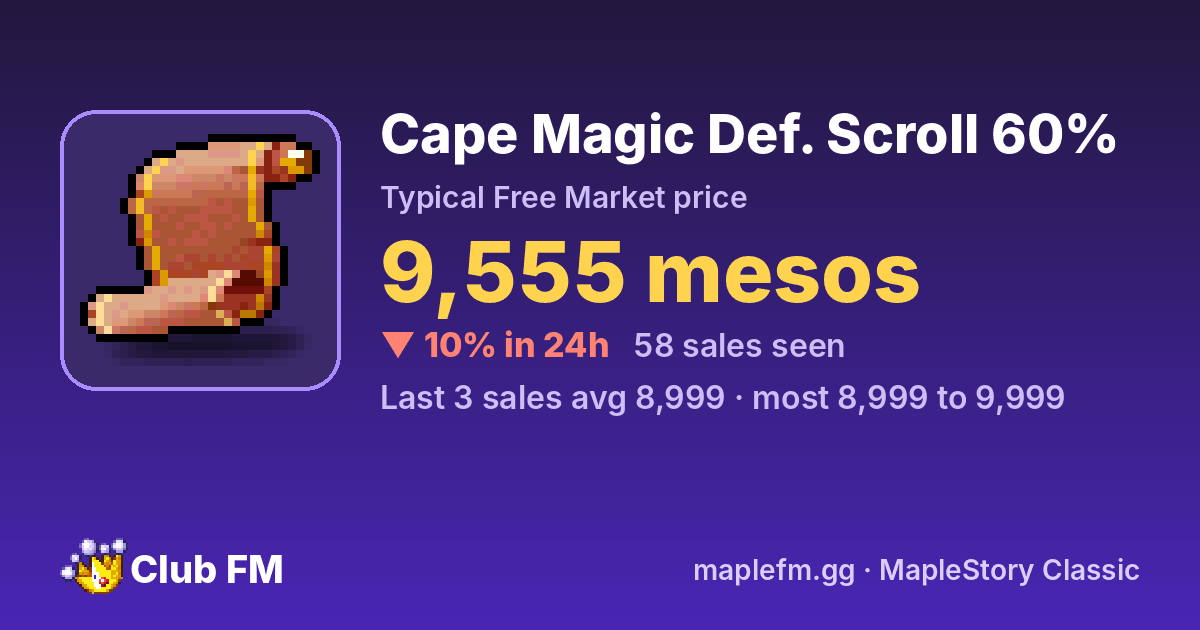 Cape Magic Def. Scroll 60%
Typical Free Market price
9,555 mesos
▼ 10% in 24h 58 sales seen
Last 3 sales avg 8,999 · most 8,999 to 9,999
Club FM
maplefm.gg · MapleStory Classic